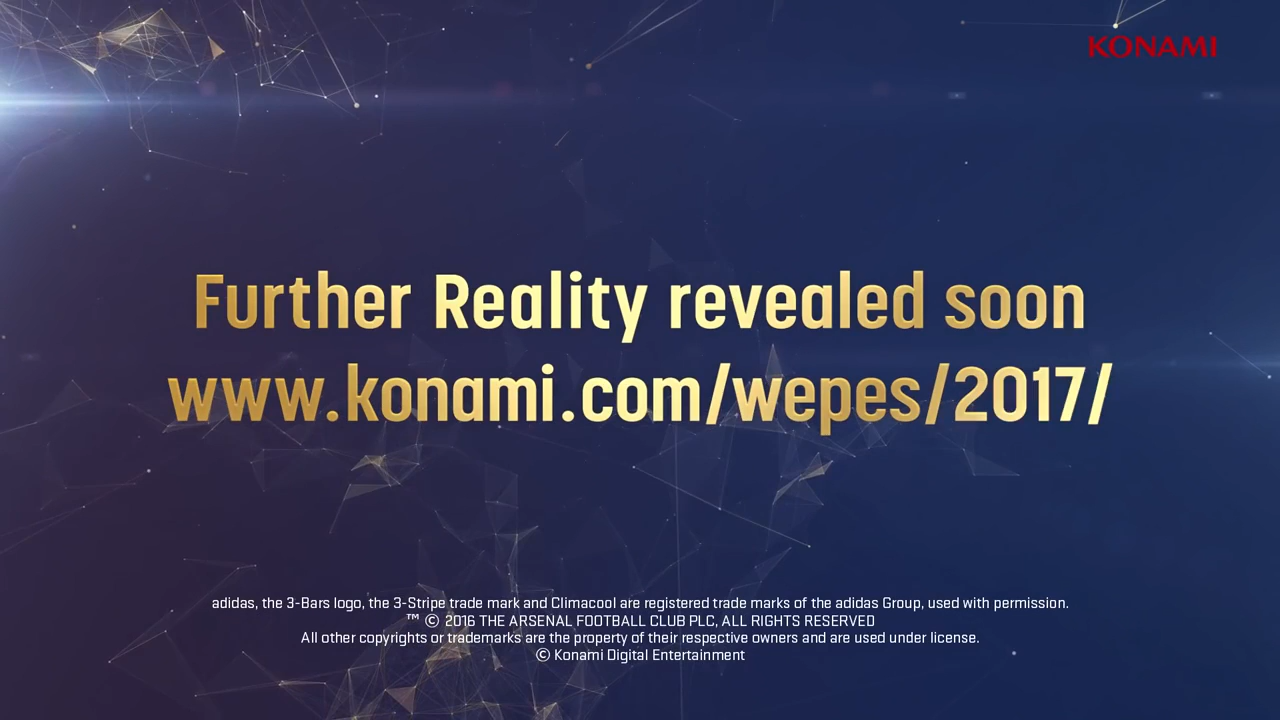 KONAMI
Further Reality revealed soon
www.konami.com/wepes/2017/
adidas, the 3-Bars logo, the 3-Stripe trade mark and Climacool are registered trade marks of the adidas Group, used with permission.
™ © 2016 THE ARSENAL FOOTBALL CLUB PLC, ALL RIGHTS RESERVED
All other copyrights or trademarks are the property of their respective owners and are used under license.
© Konami Digital Entertainment